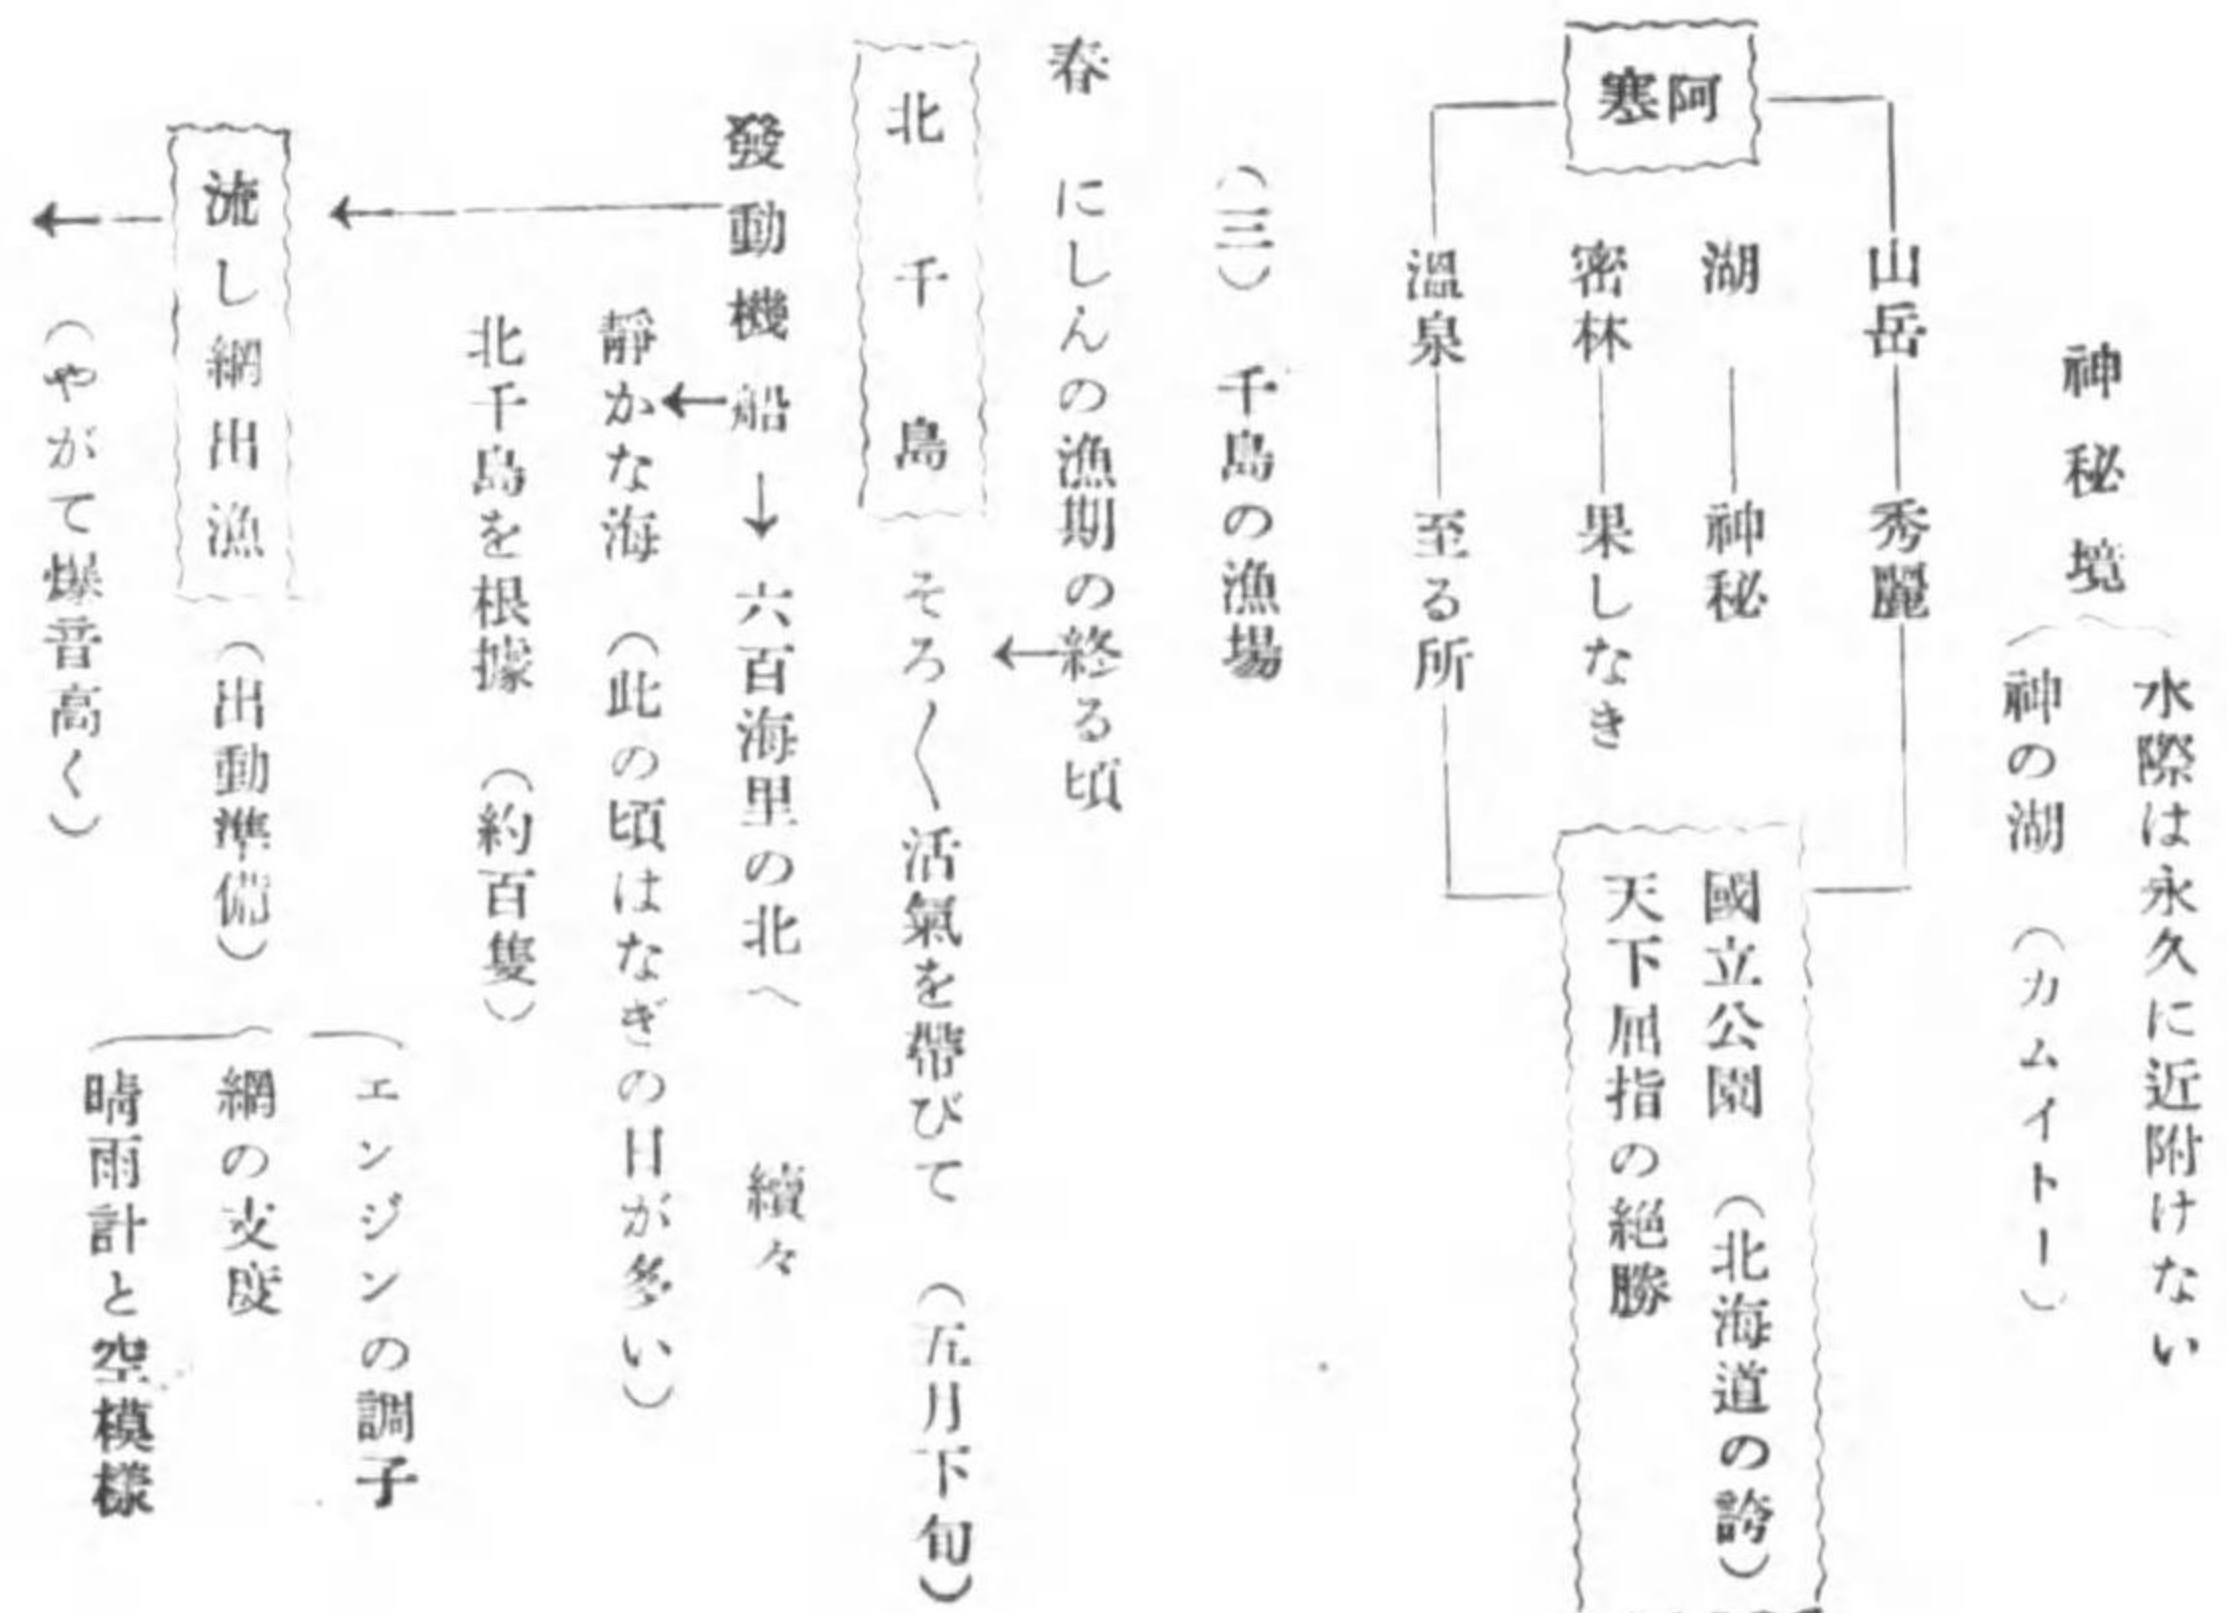 神秘境
水際は永久に近附けない
神の湖　（カムイトー）
阿寒
山岳――秀麗
湖――神秘
密林――果しなき
溫泉――至る所
國立公園　（北海道の誇）
天下屈指の絶勝
（三）　千島の漁場
春　にしんの漁期の終る頃
北千島　そろ〱活氣を帶びて　（五月下旬）
發動機船→六百海里の北へ　續々
靜かな海　（此の頃はなぎの日が多い）
北千島を根據　（約百隻）
流し網出漁　（出動準備）
エンジンの調子
網の支度
晴雨計と空模樣
（やがて爆音高く）